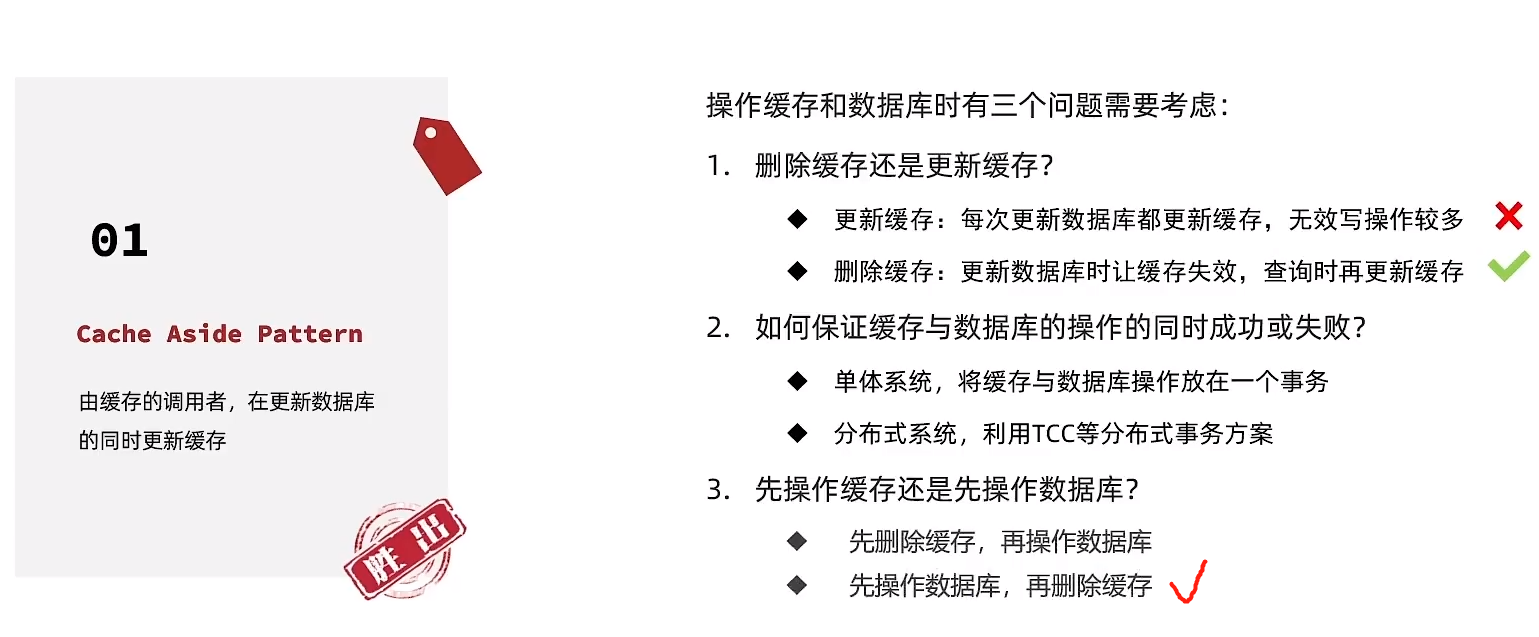 01
Cache Aside Pattern
由缓存的调用者，在更新数据库
的同时更新缓存
胜出
操作缓存和数据库时有三个问题需要考虑：
1. 删除缓存还是更新缓存？
◆ 更新缓存：每次更新数据库都更新缓存，无效写操作较多
◆ 删除缓存：更新数据库时让缓存失效，查询时再更新缓存
2. 如何保证缓存与数据库的操作的同时成功或失败？
◆ 单体系统，将缓存与数据库操作放在一个事务
◆ 分布式系统，利用TCC等分布式事务方案
3. 先操作缓存还是先操作数据库？
◆ 先删除缓存，再操作数据库
◆ 先操作数据库，再删除缓存